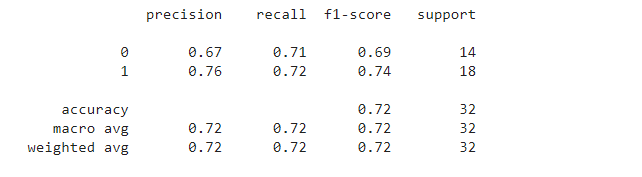 precision recall f1-score support
0 0.67 0.71 0.69 14
1 0.76 0.72 0.74 18
accuracy 0.72 32
macro avg 0.72 0.72 0.72 32
weighted avg 0.72 0.72 0.72 32